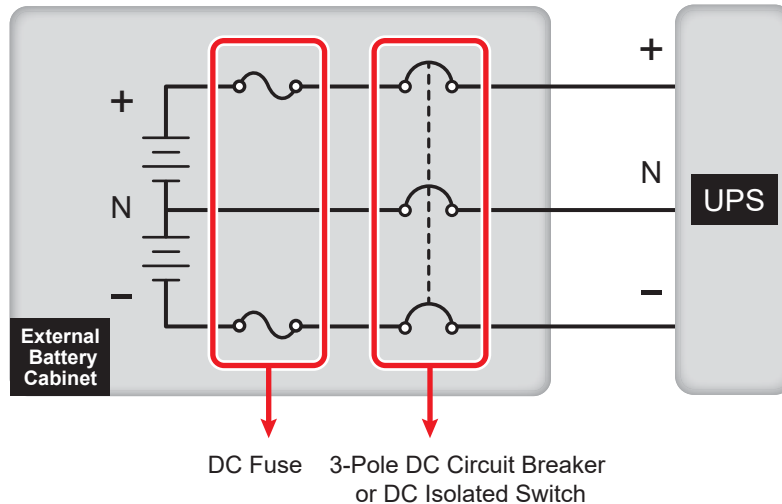 +
+
N
N
UPS
–
–
External
Battery
Cabinet
DC Fuse
3-Pole DC Circuit Breaker
or DC Isolated Switch